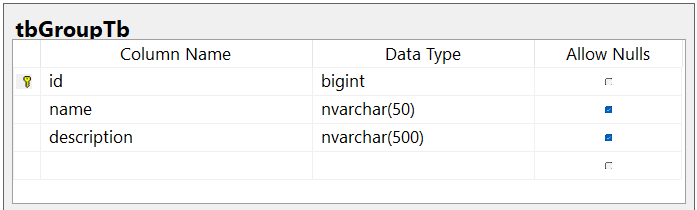 tbGroupTb
Column Name Data Type Allow Nulls
id bigint
name nvarchar(50)
description nvarchar(500)